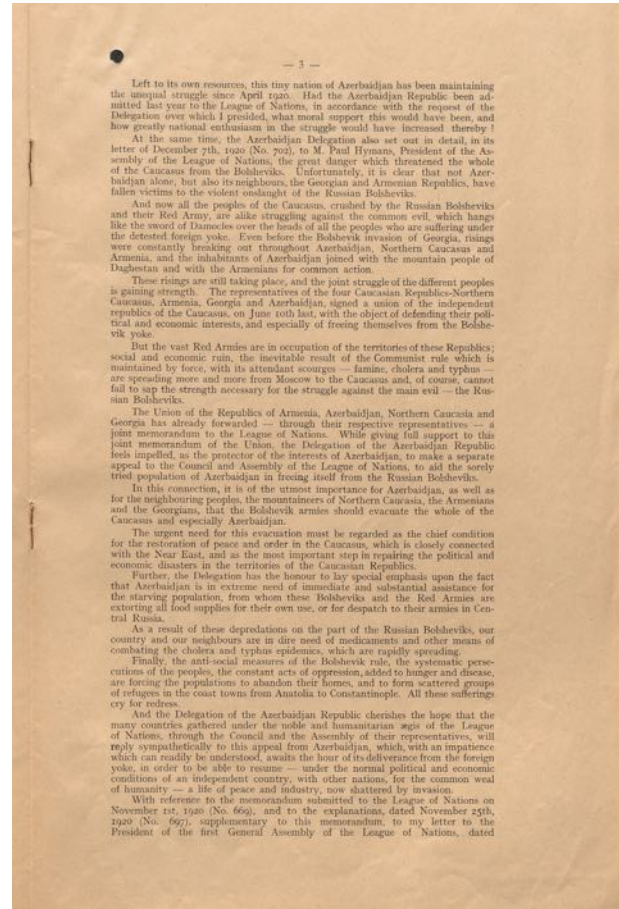 — 3 —
Left to its own resources, this tiny nation of Azerbaidjan has been maintaining
the unequal struggle since April 1920. Had the Azerbaidjan Republic been ad-
mitted last year to the League of Nations, in accordance with the request of the
Delegation over which I presided, what moral support this would have been, and
how greatly national enthusiasm in the struggle would have increased thereby !
At the same time, the Azerbaidjan Delegation also set out in detail, in its
letter of December 7th, 1920 (No. 702), to M. Paul Hymans, President of the As-
sembly of the League of Nations, the great danger which threatened the whole
of the Caucasus from the Bolsheviks. Unfortunately, it is clear that not Azer-
baidjan alone, but also its neighbours, the Georgian and Armenian Republics, have
fallen victims to the violent onslaught of the Russian Bolsheviks.
And now all the peoples of the Caucasus, crushed by the Russian Bolsheviks
and their Red Army, are alike struggling against the common evil, which hangs
like the sword of Damocles over the heads of all the peoples who are suffering under
the detested foreign yoke. Even before the Bolshevik invasion of Georgia, risings
were constantly breaking out throughout Azerbaidjan, Northern Caucasus and
Armenia, and the inhabitants of Azerbaidjan joined with the mountain people of
Daghestan and with the Armenians for common action.
These risings are still taking place, and the joint struggle of the different peoples
is gaining strength. The representatives of the four Caucasian Republics-Northern
Caucasus, Armenia, Georgia and Azerbaidjan, signed a union of the independent
republics of the Caucasus, on June 10th last, with the object of defending their poli-
tical and economic interests, and especially of freeing themselves from the Bolshe-
vik yoke.
But the vast Red Armies are in occupation of the territories of these Republics;
social and economic ruin, the inevitable result of the Communist rule which is
maintained by force, with its attendant scourges — famine, cholera and typhus —
are spreading more and more from Moscow to the Caucasus and, of course, cannot
fail to sap the strength necessary for the struggle against the main evil — the Rus-
sian Bolsheviks.
The Union of the Republics of Armenia, Azerbaidjan, Northern Caucasia and
Georgia has already forwarded — through their respective representatives — a
joint memorandum to the League of Nations. While giving full support to this
joint memorandum of the Union, the Delegation of the Azerbaidjan Republic
feels impelled, as the protector of the interests of Azerbaidjan, to make a separate
appeal to the Council and Assembly of the League of Nations, to aid the sorely
tried population of Azerbaidjan in freeing itself from the Russian Bolsheviks.
In this connection, it is of the utmost importance for Azerbaidjan, as well as
for the neighbouring peoples, the mountaineers of Northern Caucasia, the Armenians
and the Georgians, that the Bolshevik armies should evacuate the whole of the
Caucasus and especially Azerbaidjan.
The urgent need for this evacuation must be regarded as the chief condition
for the restoration of peace and order in the Caucasus, which is closely connected
with the Near East, and as the most important step in repairing the political and
economic disasters in the territories of the Caucasian Republics.
Further, the Delegation has the honour to lay special emphasis upon the fact
that Azerbaidjan is in extreme need of immediate and substantial assistance for
the starving population, from whom these Bolsheviks and the Red Armies are
extorting all food supplies for their own use, or for despatch to their armies in Cen-
tral Russia.
As a result of these depredations on the part of the Russian Bolsheviks, our
country and our neighbours are in dire need of medicaments and other means of
combating the cholera and typhus epidemics, which are rapidly spreading.
Finally, the anti-social measures of the Bolshevik rule, the systematic perse-
cutions of the peoples, the constant acts of oppression, added to hunger and disease,
are forcing the populations to abandon their homes, and to form scattered groups
of refugees in the coast towns from Anatolia to Constantinople. All these sufferings
cry for redress.
And the Delegation of the Azerbaidjan Republic cherishes the hope that the
many countries gathered under the noble and humanitarian ægis of the League
of Nations, through the Council and the Assembly of their representatives, will
reply sympathetically to this appeal from Azerbaidjan, which, with an impatience
which can readily be understood, awaits the hour of its deliverance from the foreign
yoke, in order to be able to resume — under the normal political and economic
conditions of an independent country, with other nations, for the common weal
of humanity — a life of peace and industry, now shattered by invasion.
With reference to the memorandum submitted to the League of Nations on
November 1st, 1920 (No. 669), and to the explanations, dated November 25th,
1920 (No. 697), supplementary to this memorandum, to my letter to the
President of the first General Assembly of the League of Nations, dated